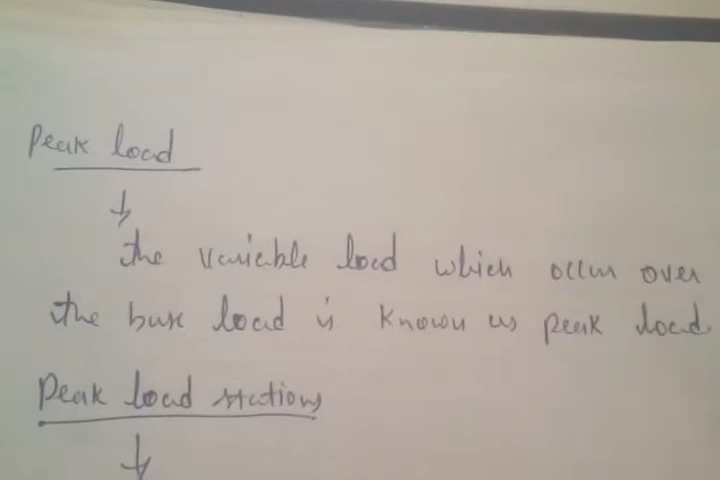 Peak load
the variable load which occur over
the base load is known as peak load.
Peak load stations